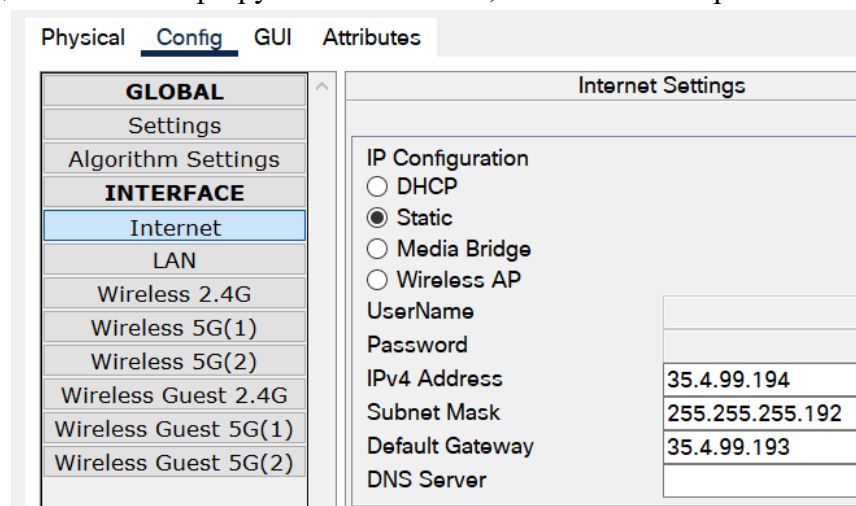 Physical Config GUI Attributes
GLOBAL
Settings
Algorithm Settings
INTERFACE
Internet
LAN
Wireless 2.4G
Wireless 5G(1)
Wireless 5G(2)
Wireless Guest 2.4G
Wireless Guest 5G(1)
Wireless Guest 5G(2)
Internet Settings
IP Configuration
DHCP
Static
Media Bridge
Wireless AP
UserName
Password
IPv4 Address 35.4.99.194
Subnet Mask 255.255.255.192
Default Gateway 35.4.99.193
DNS Server